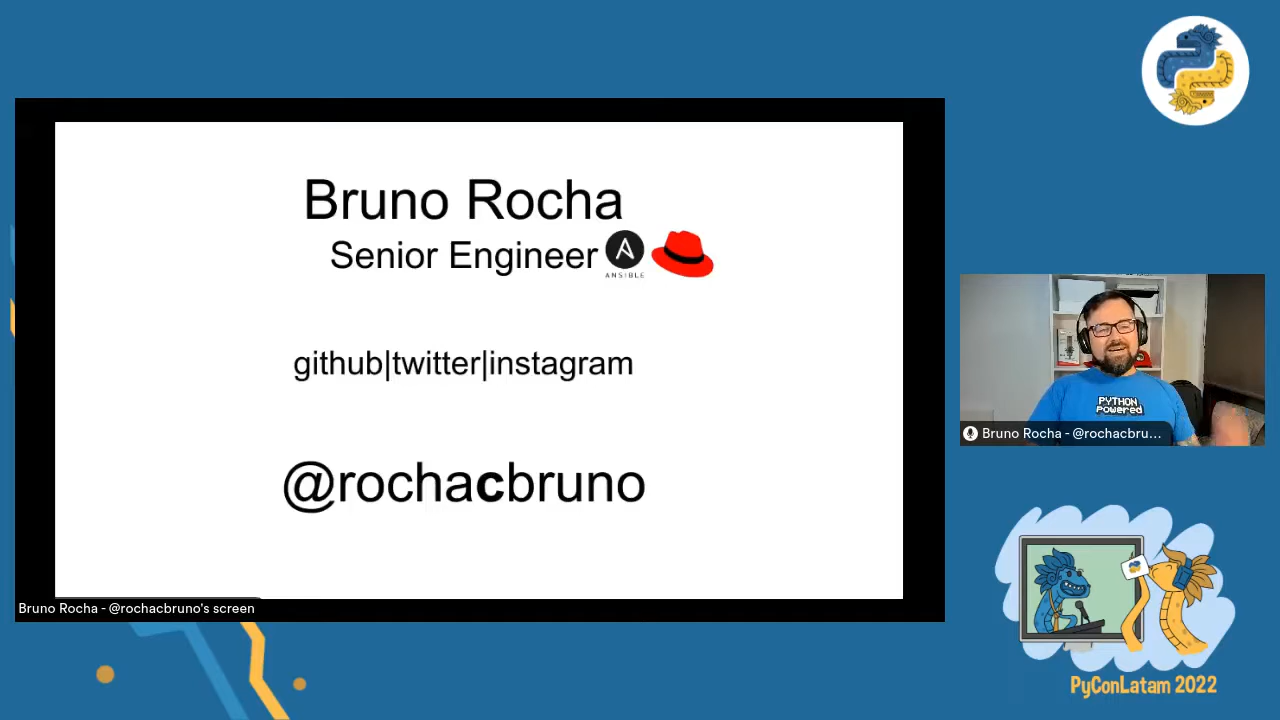 Bruno Rocha
Senior Engineer
ANSIBLE
github|twitter|instagram
@rochacbruno
Bruno Rocha - @rochacbruno's screen
PYTHON
Powered
Bruno Rocha - @rochacbru...
PyConLatam 2022